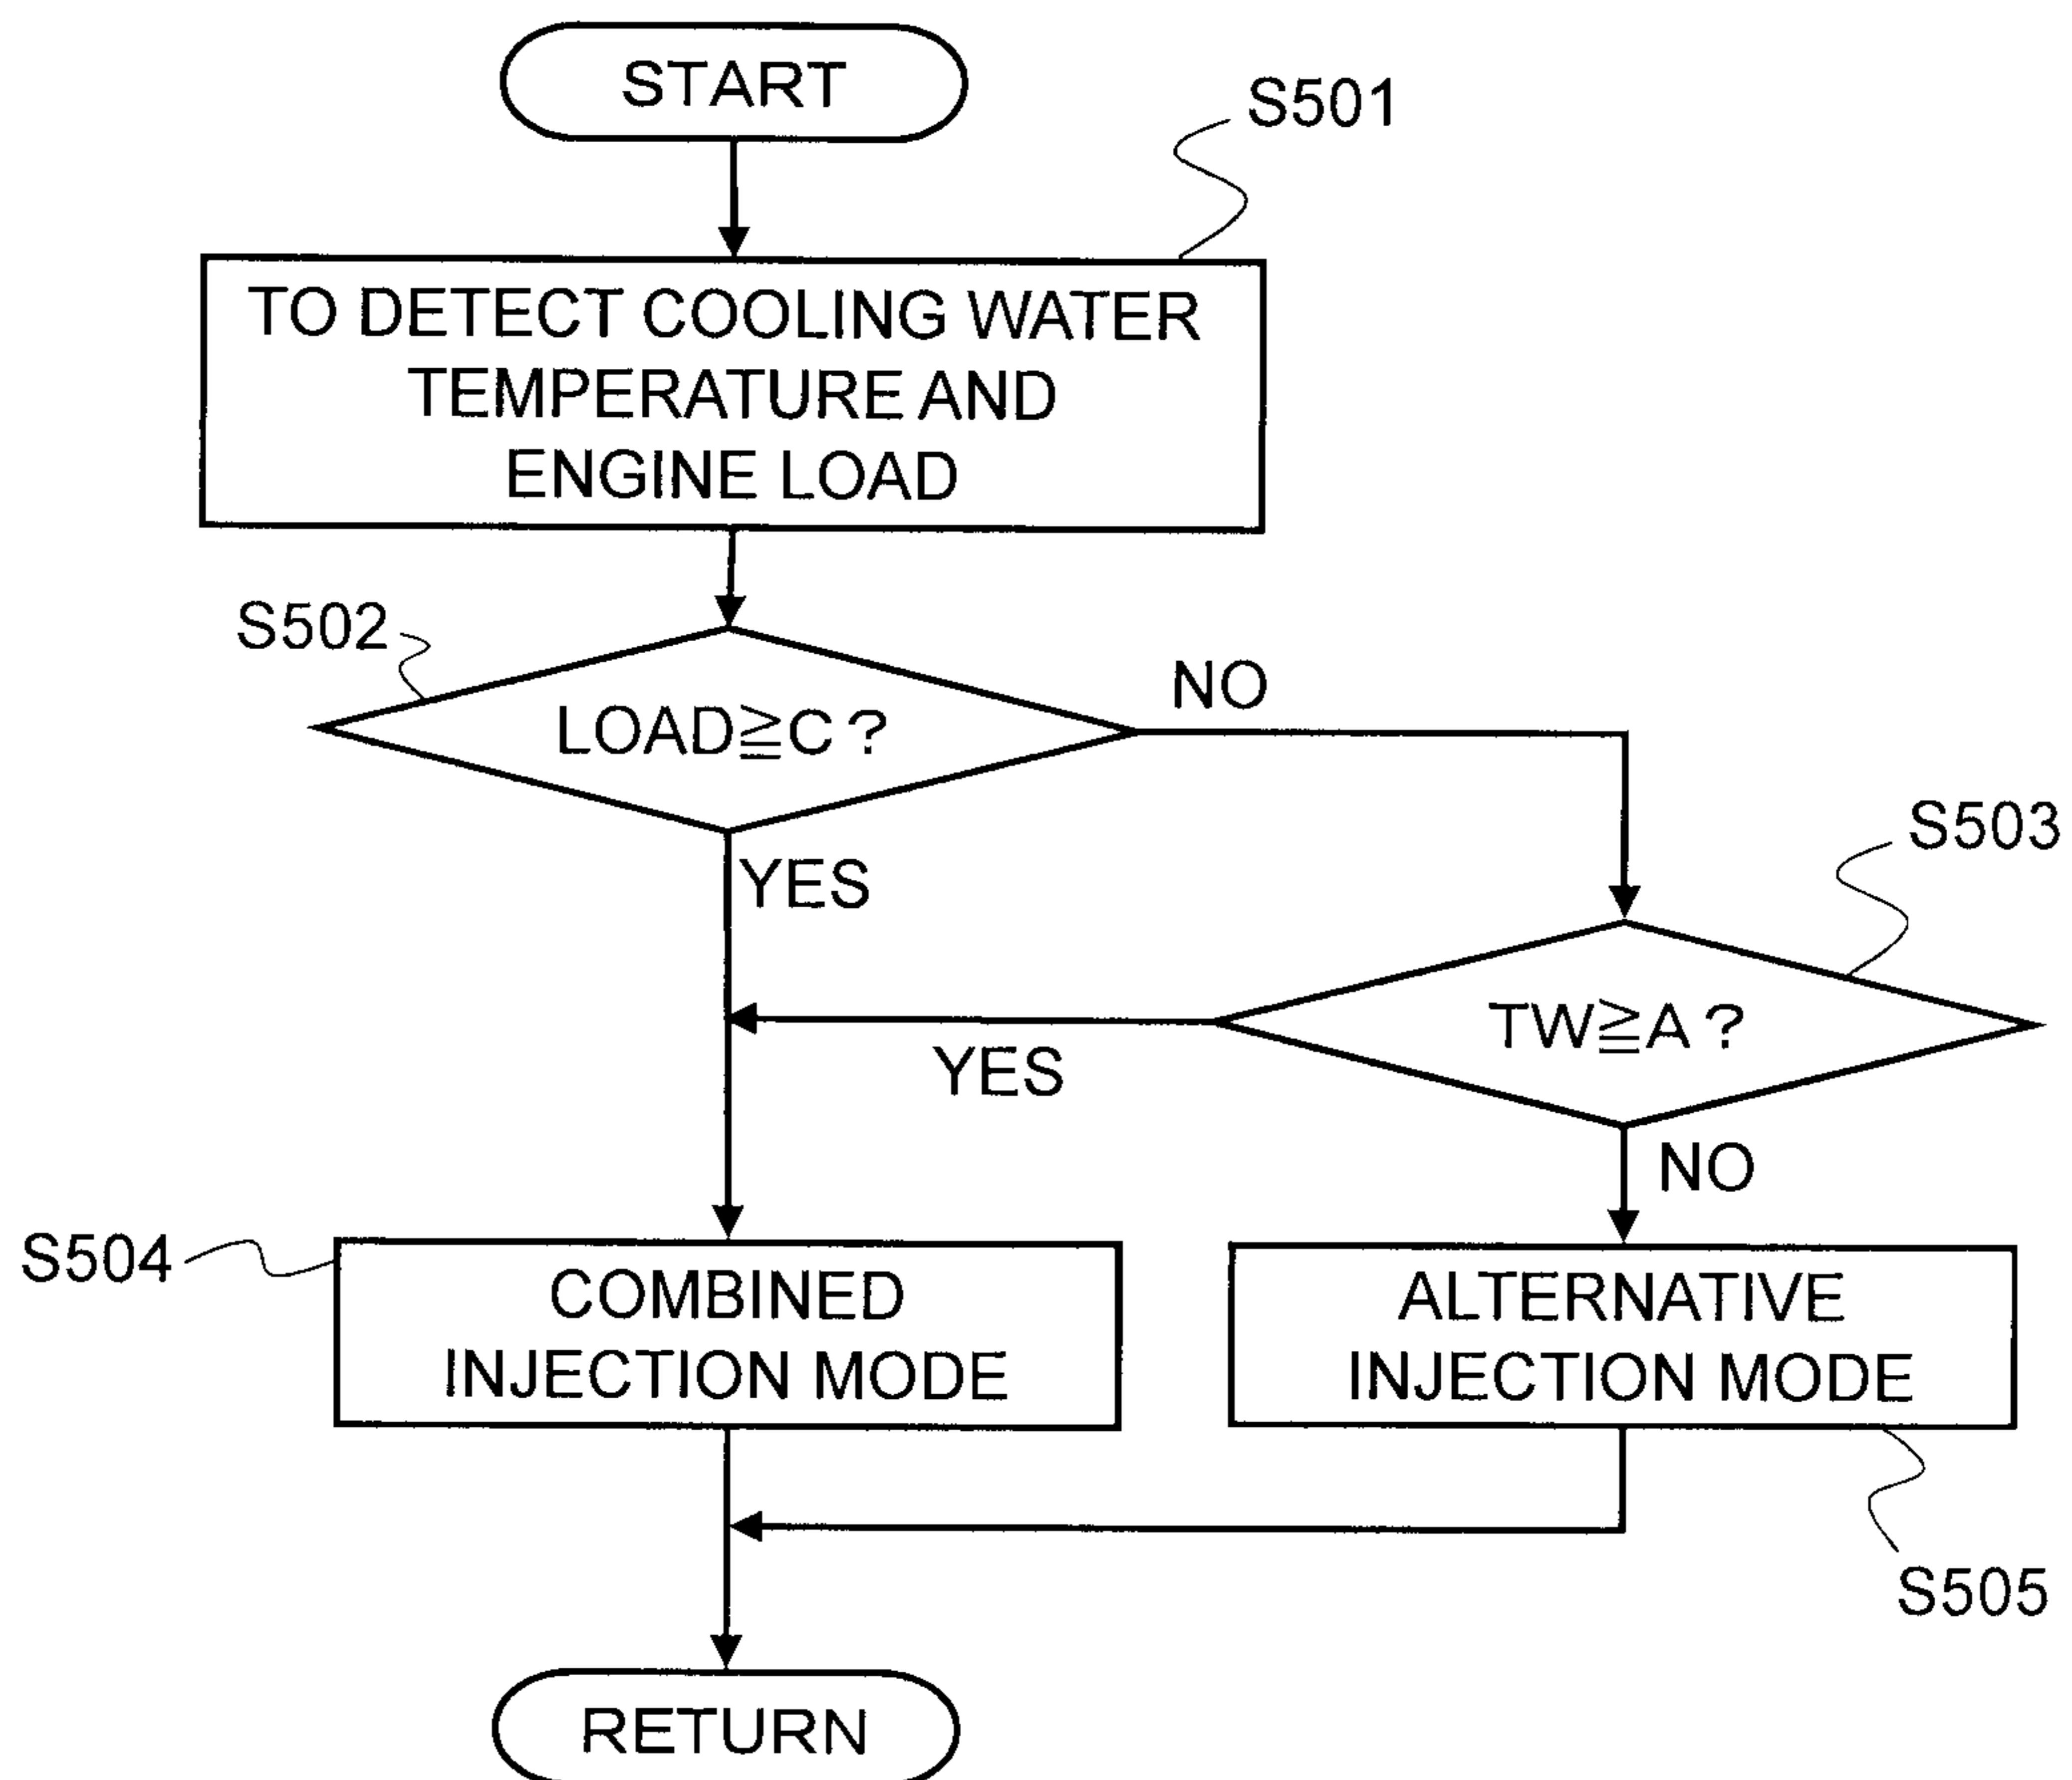 START
S501
TO DETECT COOLING WATER
TEMPERATURE AND
ENGINE LOAD
S502
LOAD≧C?
NO
YES
S503
TW≧A?
YES
NO
S504
COMBINED
INJECTION MODE
ALTERNATIVE
INJECTION MODE
S505
RETURN